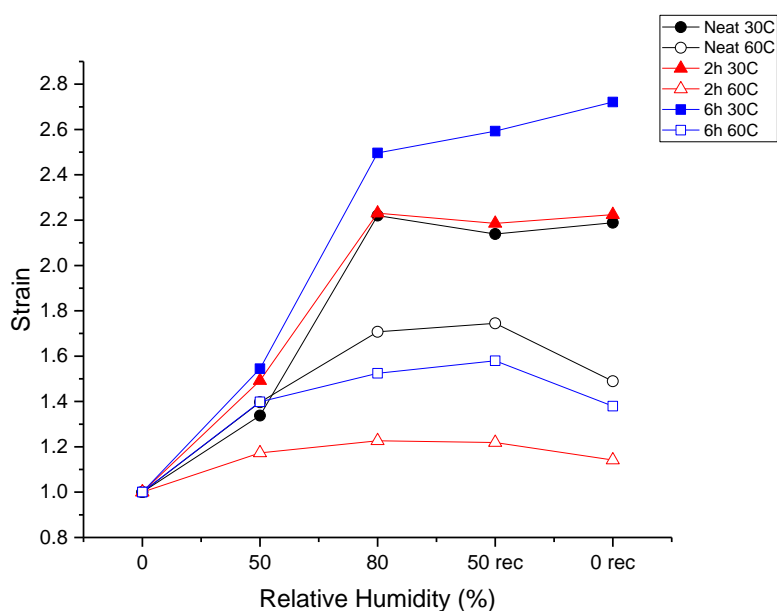 Neat 30C
Neat 60C
2h 30C
2h 60C
6h 30C
6h 60C
2.8
2.6
2.4
2.2
2.0
1.8
1.6
1.4
1.2
1.0
0.8
Strain
0 50 80 50 rec 0 rec
Relative Humidity (%)